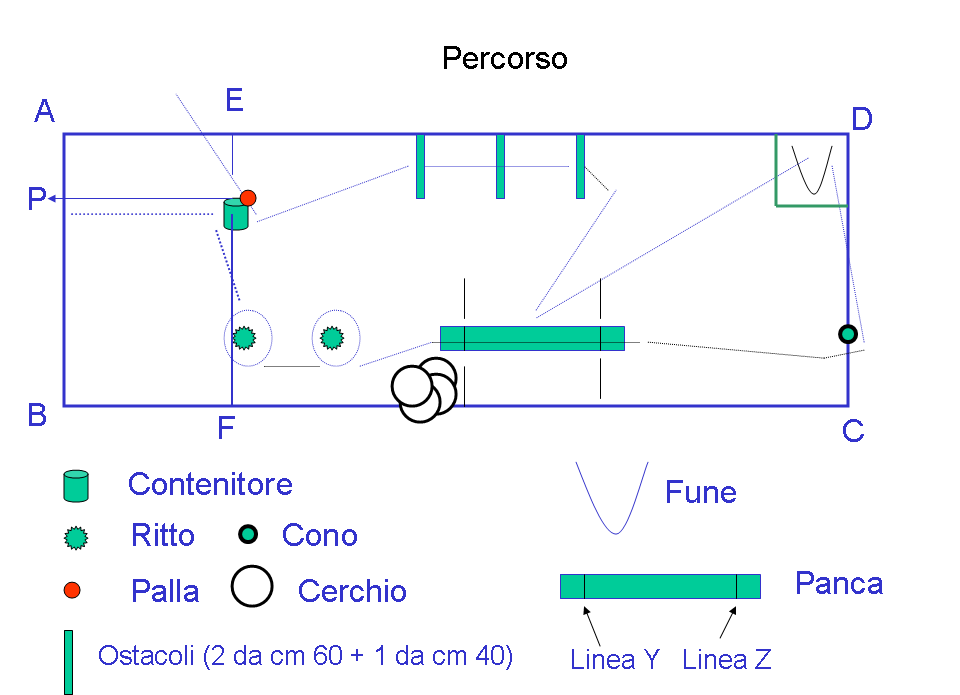 Percorso
A
E
D
P
B
F
C
Contenitore
Fune
Ritto
Cono
Palla
Cerchio
Panca
Ostacoli (2 da cm 60 + 1 da cm 40)
Linea Y
Linea Z